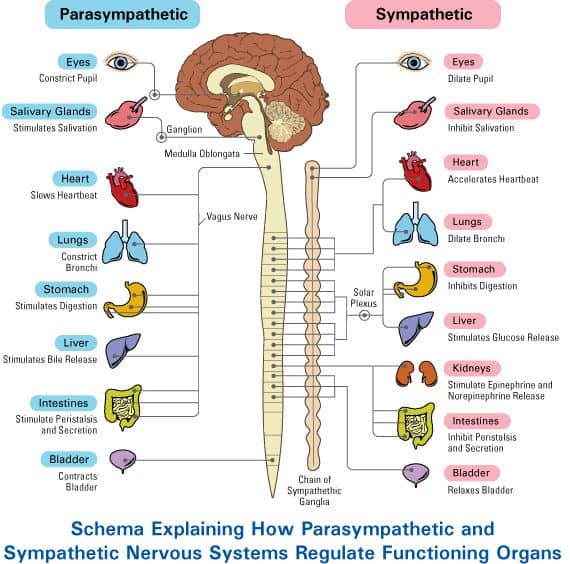 Parasympathetic
Sympathetic
Eyes
Constrict Pupil
Salivary Glands
Stimulates Salivation
Heart
Slows Heartbeat
Lungs
Constrict
Bronchi
Stomach
Stimulates Digestion
Liver
Stimulates Bile Release
Intestines
Stimulate Peristalsis
and Secretion
Bladder
Contracts
Bladder
Ganglion
Medulla Oblongata
Vagus Nerve
Solar
Plexus
Chain of
Sympathethic
Ganglia
Eyes
Dilate Pupil
Salivary Glands
Inhibit Salivation
Heart
Accelerates Heartbeat
Lungs
Dilate Bronchi
Stomach
Inhibits Digestion
Liver
Stimulates Glucose Release
Kidneys
Stimulate Epinephrine and
Norepinephrine Release
Intestines
Inhibit Peristalsis
and Secretion
Bladder
Relaxes Bladder
Schema Explaining How Parasympathetic and
Sympathetic Nervous Systems Regulate Functioning Organs